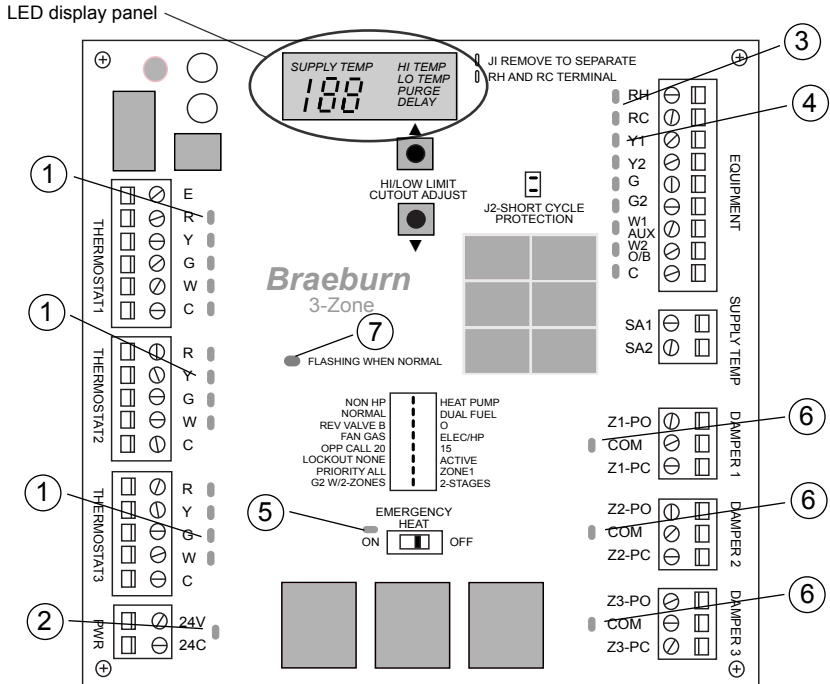 LED display panel
SUPPLY TEMP
188
HI TEMP
LO TEMP
PURGE
DELAY
JI REMOVE TO SEPARATE
RH AND RC TERMINAL
HI/LOW LIMIT
CUTOUT ADJUST
J2-SHORT CYCLE
PROTECTION
3
4
RH
RC
Y1
Y2
G
G2
W1
AUX
W2
O/B
C
EQUIPMENT
1
THERMOSTAT1
E
R
Y
G
W
C
Braeburn
3-Zone
7
FLASHING WHEN NORMAL
SA1
SA2
SUPPLY TEMP
1
THERMOSTAT2
R
Y
G
W
C
NON HP
HEAT PUMP
NORMAL
DUAL FUEL
REV VALVE B
O
FAN GAS
ELEC/HP
OPP CALL 20
15
LOCKOUT NONE
ACTIVE
PRIORITY ALL
ZONE1
G2 W/2-ZONES
2-STAGES
6
Z1-PO
COM
Z1-PC
DAMPER 1
1
THERMOSTAT3
R
Y
G
W
C
5
EMERGENCY
HEAT
ON
OFF
6
Z2-PO
COM
Z2-PC
DAMPER 2
2
PWR
24V
24C
6
Z3-PO
COM
Z3-PC
DAMPER 3